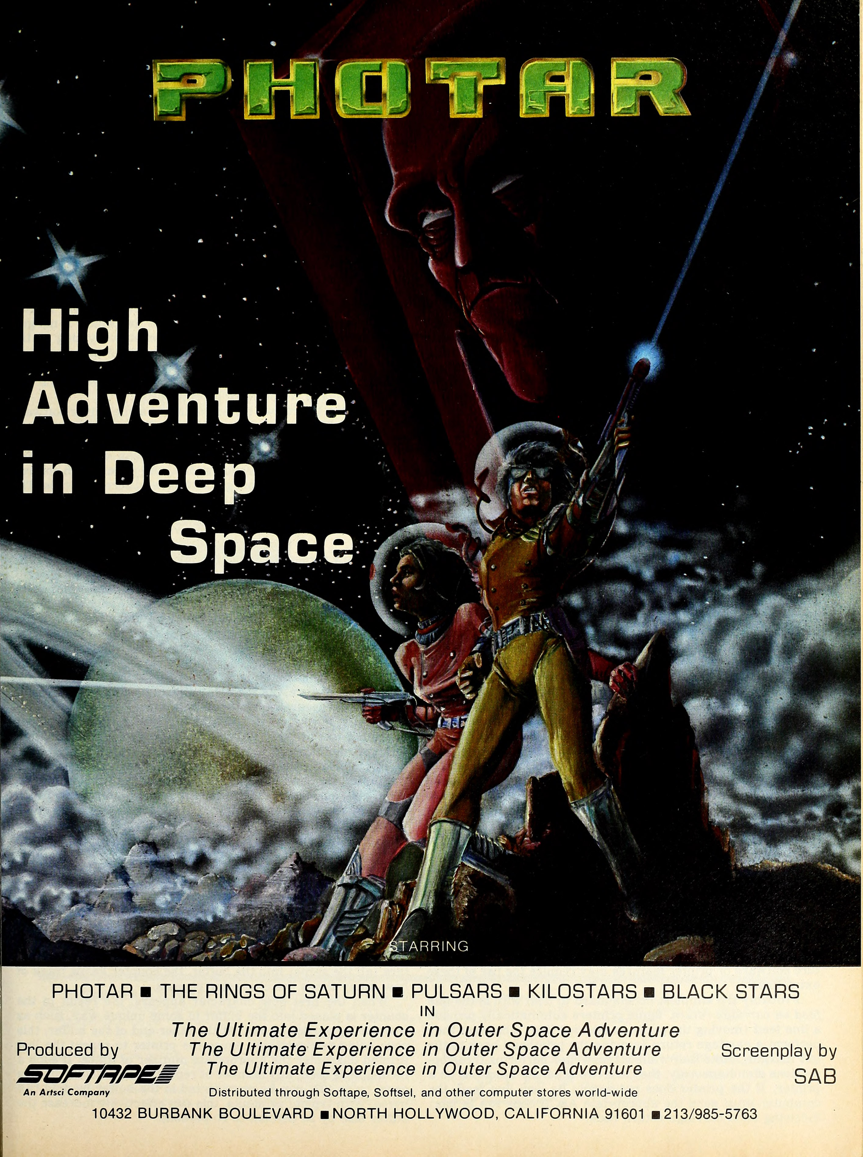 PHOTAR
High
Adventure
in Deep
Space
STARRING
PHOTAR ■ THE RINGS OF SATURN ■ PULSARS ■ KILOSTARS ■ BLACK STARS
IN
The Ultimate Experience in Outer Space Adventure
The Ultimate Experience in Outer Space Adventure
The Ultimate Experience in Outer Space Adventure
Produced by
SOFTAPE
An Artsci Company
Screenplay by
SAB
Distributed through Softape, Softsel, and other computer stores world-wide
10432 BURBANK BOULEVARD ■ NORTH HOLLYWOOD, CALIFORNIA 91601 ■ 213/985-5763